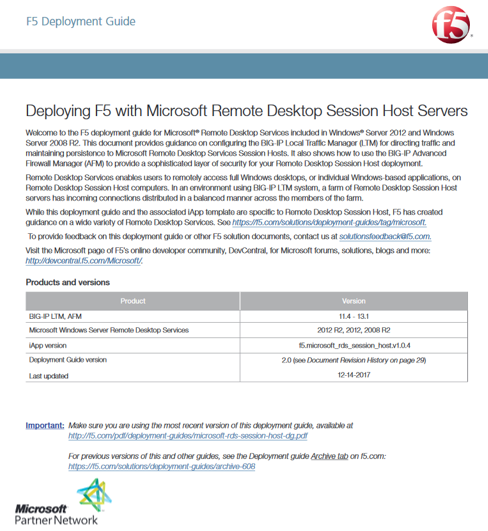 F5 Deployment Guide
f5
Deploying F5 with Microsoft Remote Desktop Session Host Servers
Welcome to the F5 deployment guide for Microsoft® Remote Desktop Services included in Windows® Server 2012 and Windows
Server 2008 R2. This document provides guidance on configuring the BIG-IP Local Traffic Manager (LTM) for directing traffic and
maintaining persistence to Microsoft Remote Desktop Services Session Hosts. It also shows how to use the BIG-IP Advanced
Firewall Manager (AFM) to provide a sophisticated layer of security for your Remote Desktop Session Host deployment.
Remote Desktop Services enables users to remotely access full Windows desktops, or individual Windows-based applications, on
Remote Desktop Session Host computers. In an environment using BIG-IP LTM system, a farm of Remote Desktop Session Host
servers has incoming connections distributed in a balanced manner across the members of the farm.
While this deployment guide and the associated iApp template are specific to Remote Desktop Session Host, F5 has created
guidance on a wide variety of Remote Desktop Services. See https://f5.com/solutions/deployment-guides/tag/microsoft.
To provide feedback on this deployment guide or other F5 solution documents, contact us at solutionsfeedback@f5.com.
Visit the Microsoft page of F5's online developer community, DevCentral, for Microsoft forums, solutions, blogs and more:
http://devcentral.f5.com/Microsoft/.
Products and versions
Product Version
BIG-IP LTM, AFM 11.4 - 13.1
Microsoft Windows Server Remote Desktop Services 2012 R2, 2012, 2008 R2
iApp version f5.microsoft_rds_session_host.v1.0.4
Deployment Guide version 2.0 (see Document Revision History on page 29)
Last updated 12-14-2017
Important: Make sure you are using the most recent version of this deployment guide, available at
http://f5.com/pdf/deployment-guides/microsoft-rds-session-host-dg.pdf
For previous versions of this and other guides, see the Deployment guide Archive tab on f5.com:
https://f5.com/solutions/deployment-guides/archive-608
Microsoft
Partner Network